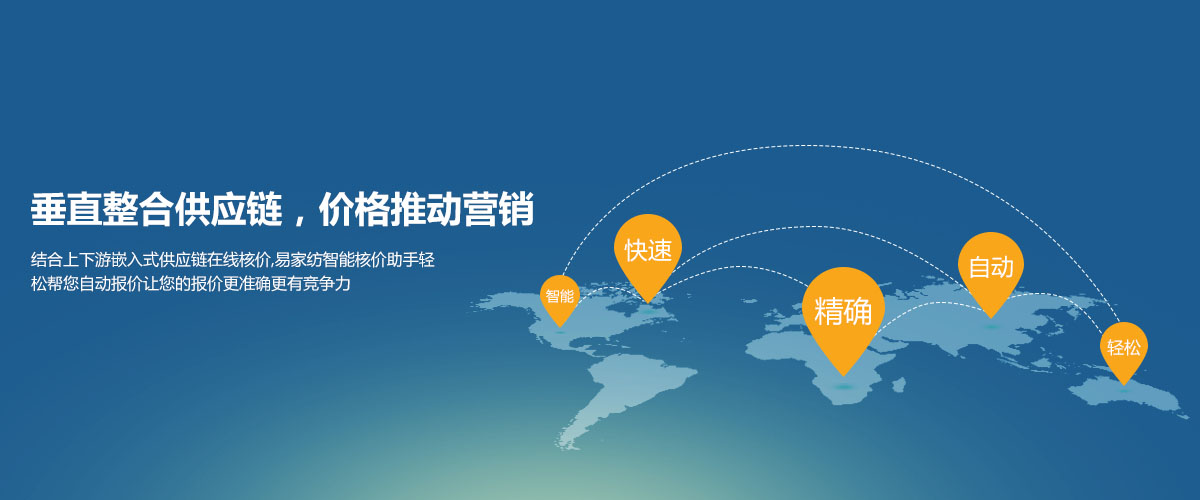 垂直整合供应链，价格推动营销
结合上下游嵌入式供应链在线核价,易家纺智能核价助手轻
松帮您自动报价让您的报价更准确更有竞争力
智能
快速
精确
自动
轻松